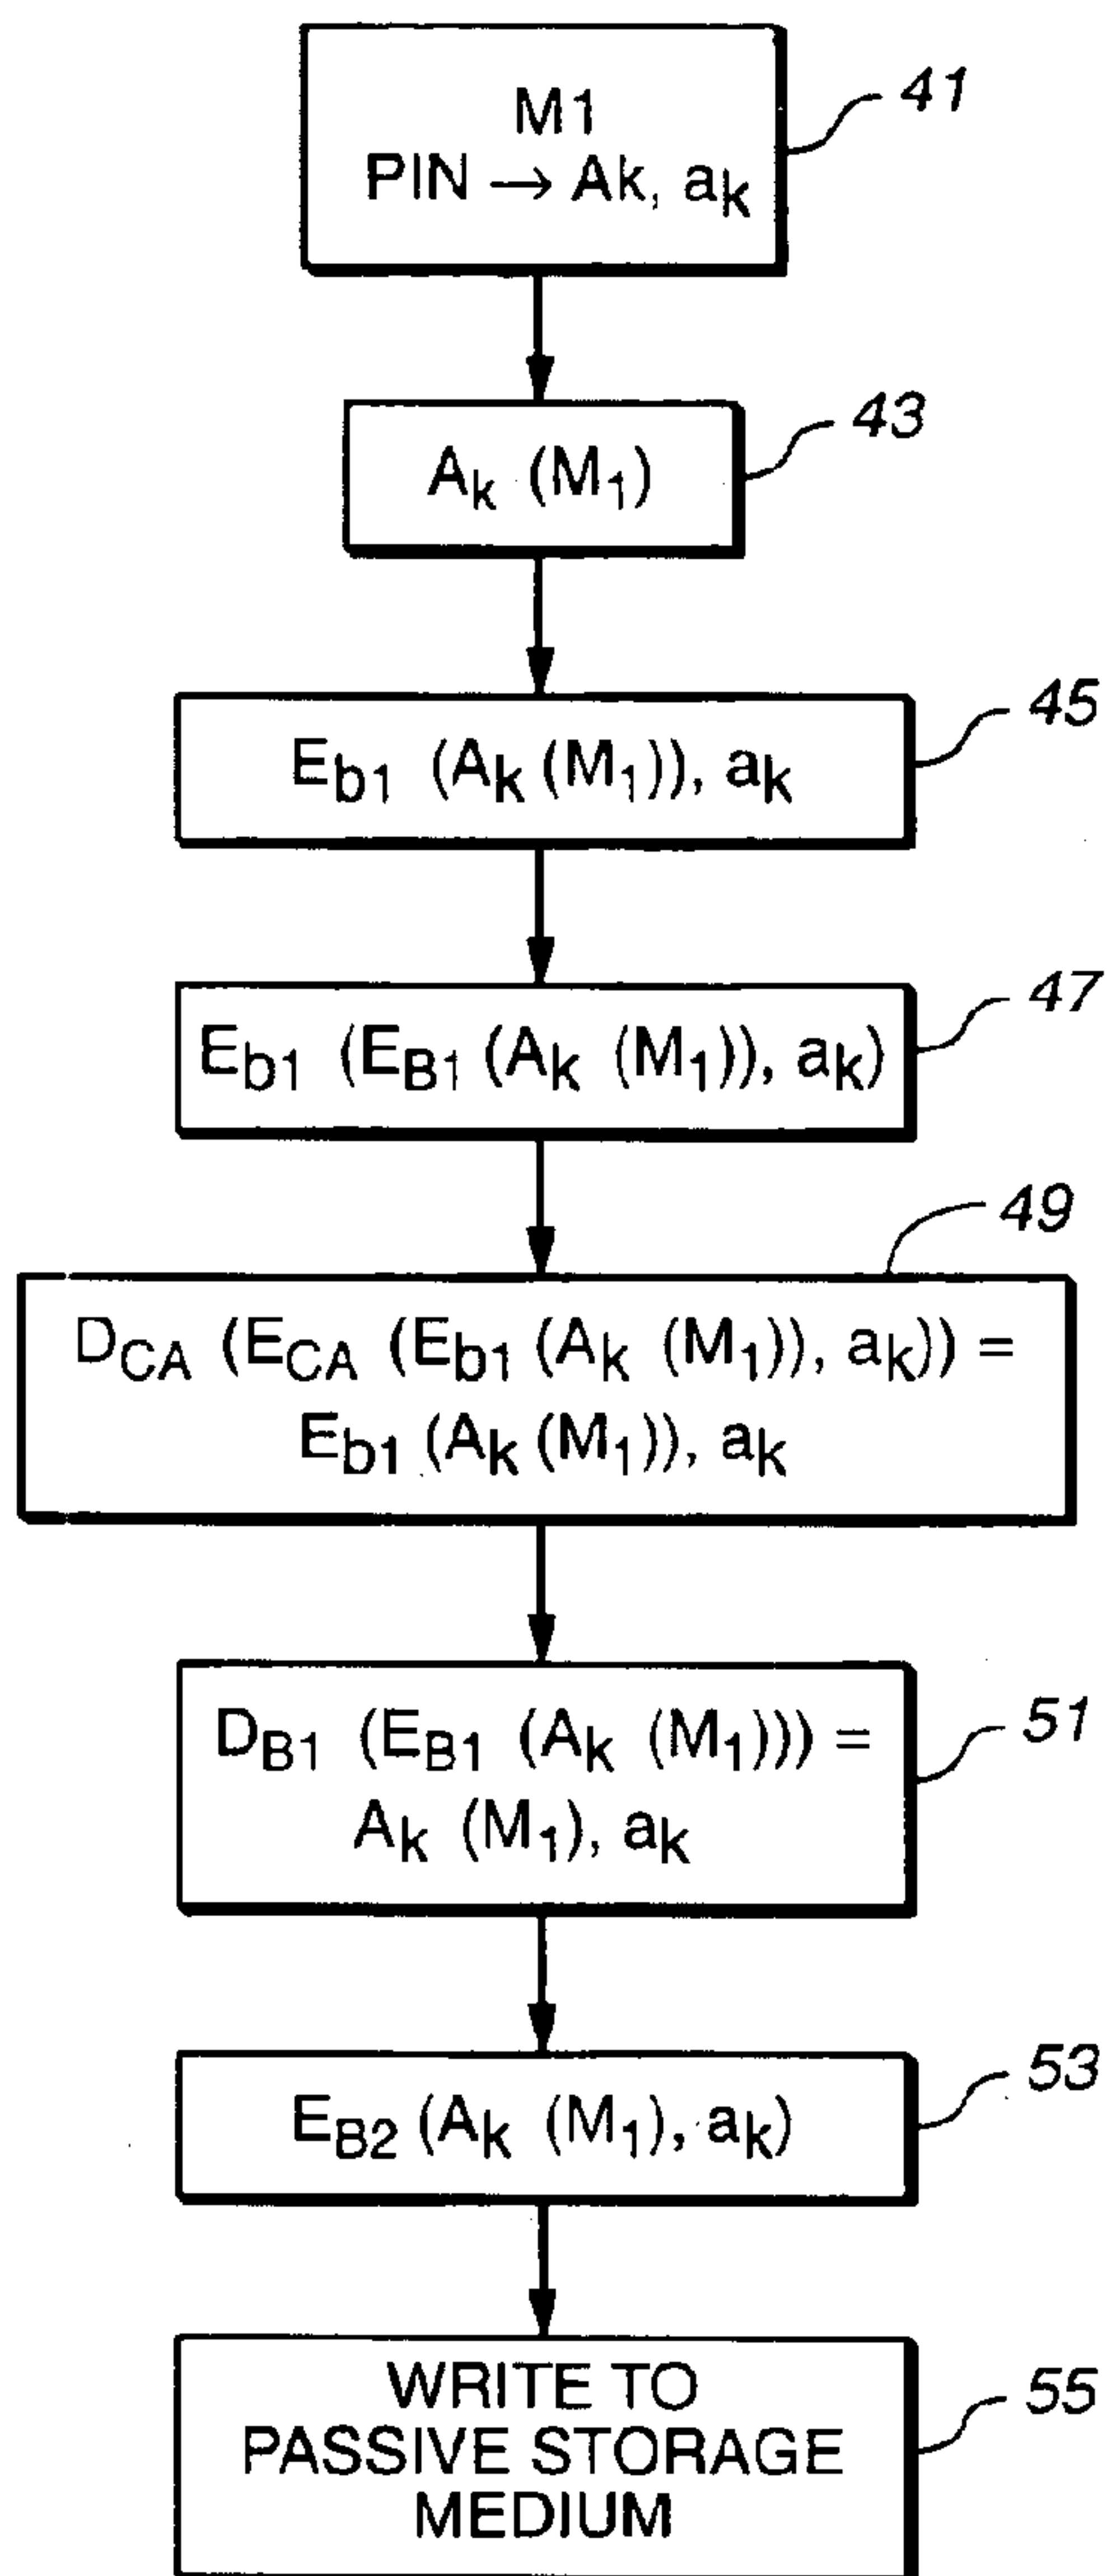 M1
PIN → Ak, ak
41
Ak (M1)
43
Eb1 (Ak (M1)), ak
45
Eb1 (EB1 (Ak (M1)), ak)
47
49
DCA (ECA (Eb1 (Ak (M1)), ak)) =
Eb1 (Ak (M1)), ak
DB1 (EB1 (Ak (M1))) =
Ak (M1), ak
51
EB2 (Ak (M1), ak)
53
WRITE TO
PASSIVE STORAGE
MEDIUM
55